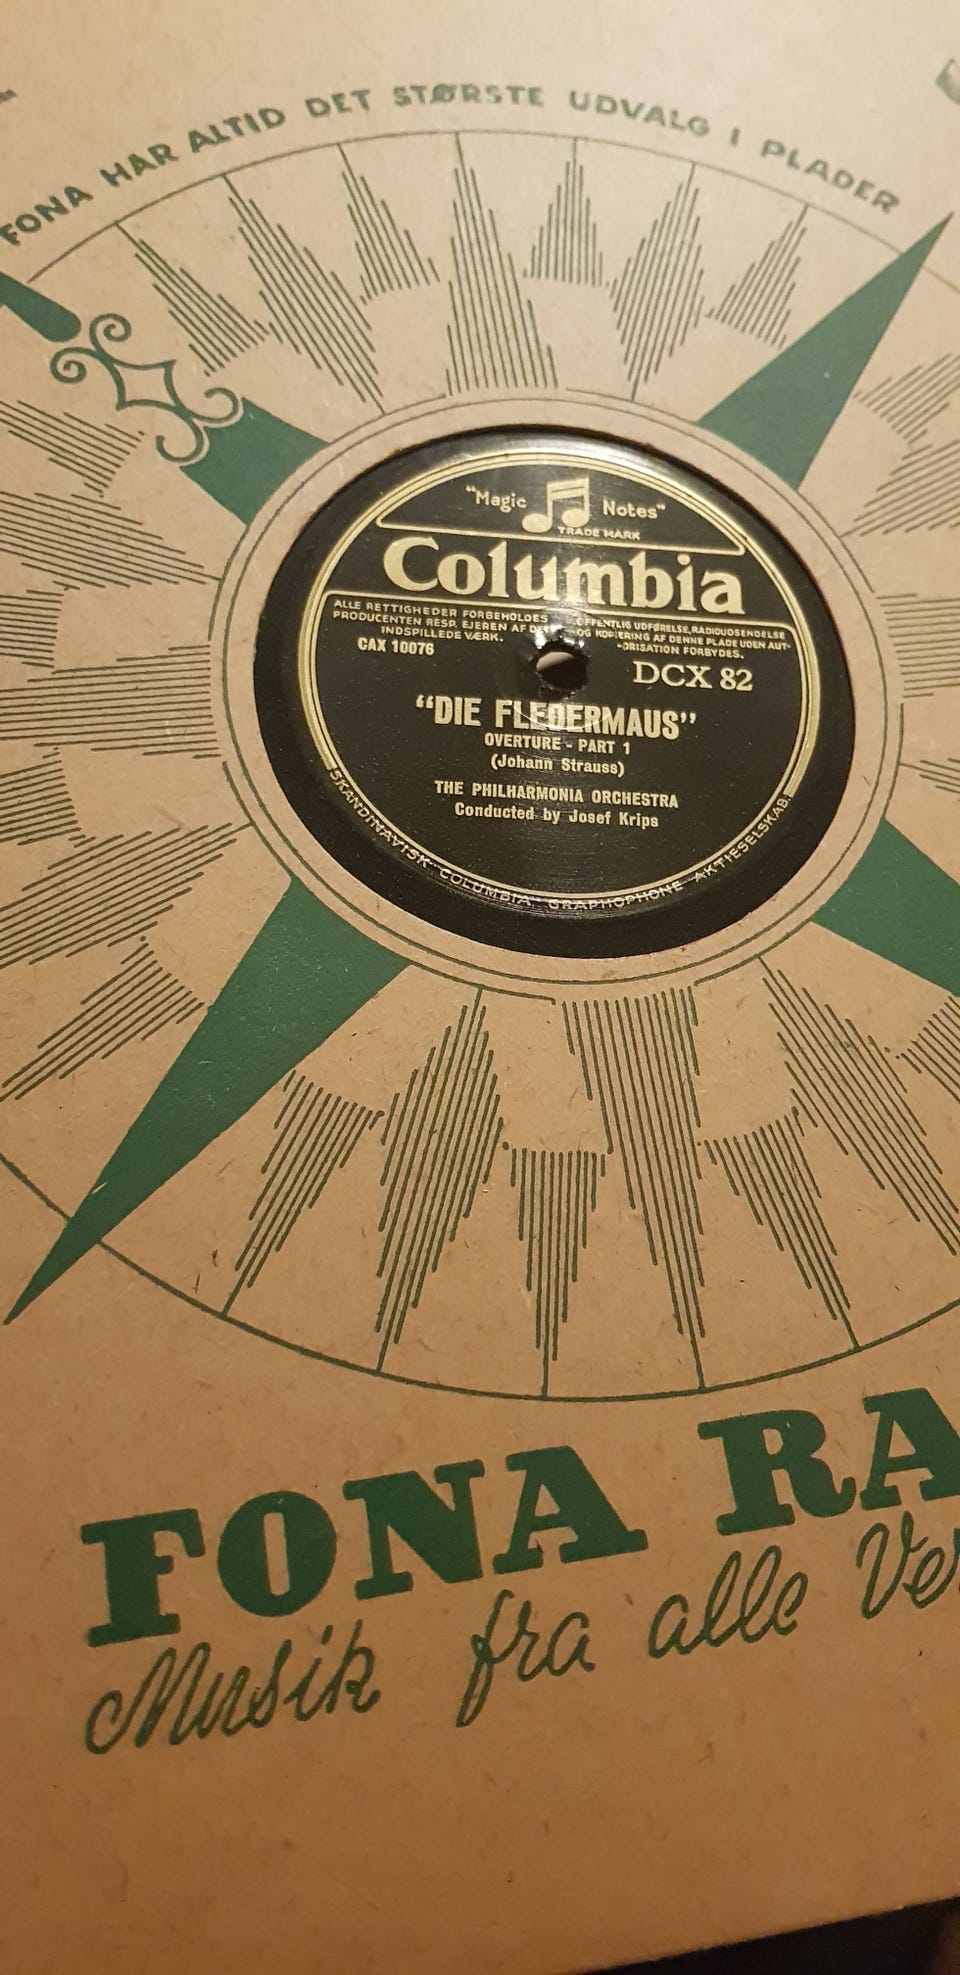 FONA HAR ALTID DET STØRSTE UDVALG I PLADER
"Magic Notes"
TRADE MARK
Columbia
ALLE RETTIGHEDER FORBEHOLDES OFFENTLIG UDFØRELSE, RADIOUDSENDELSE
PRODUCENTEN RESP. EJEREN AF OG KOPIERING AF DENNE PLADE UDEN AUT-
INDSPILLEDE VÆRK. -ORISATION FORBYDES.
CAX 10076
DCX 82
"DIE FLEDERMAUS"
OVERTURE - PART 1
(Johann Strauss)
THE PHILHARMONIA ORCHESTRA
Conducted by Josef Krips
SKANDINAVISK COLUMBIA GRAPHOPHONE AKTIESELSKAB.
FONA RA
Musik fra alle Ve